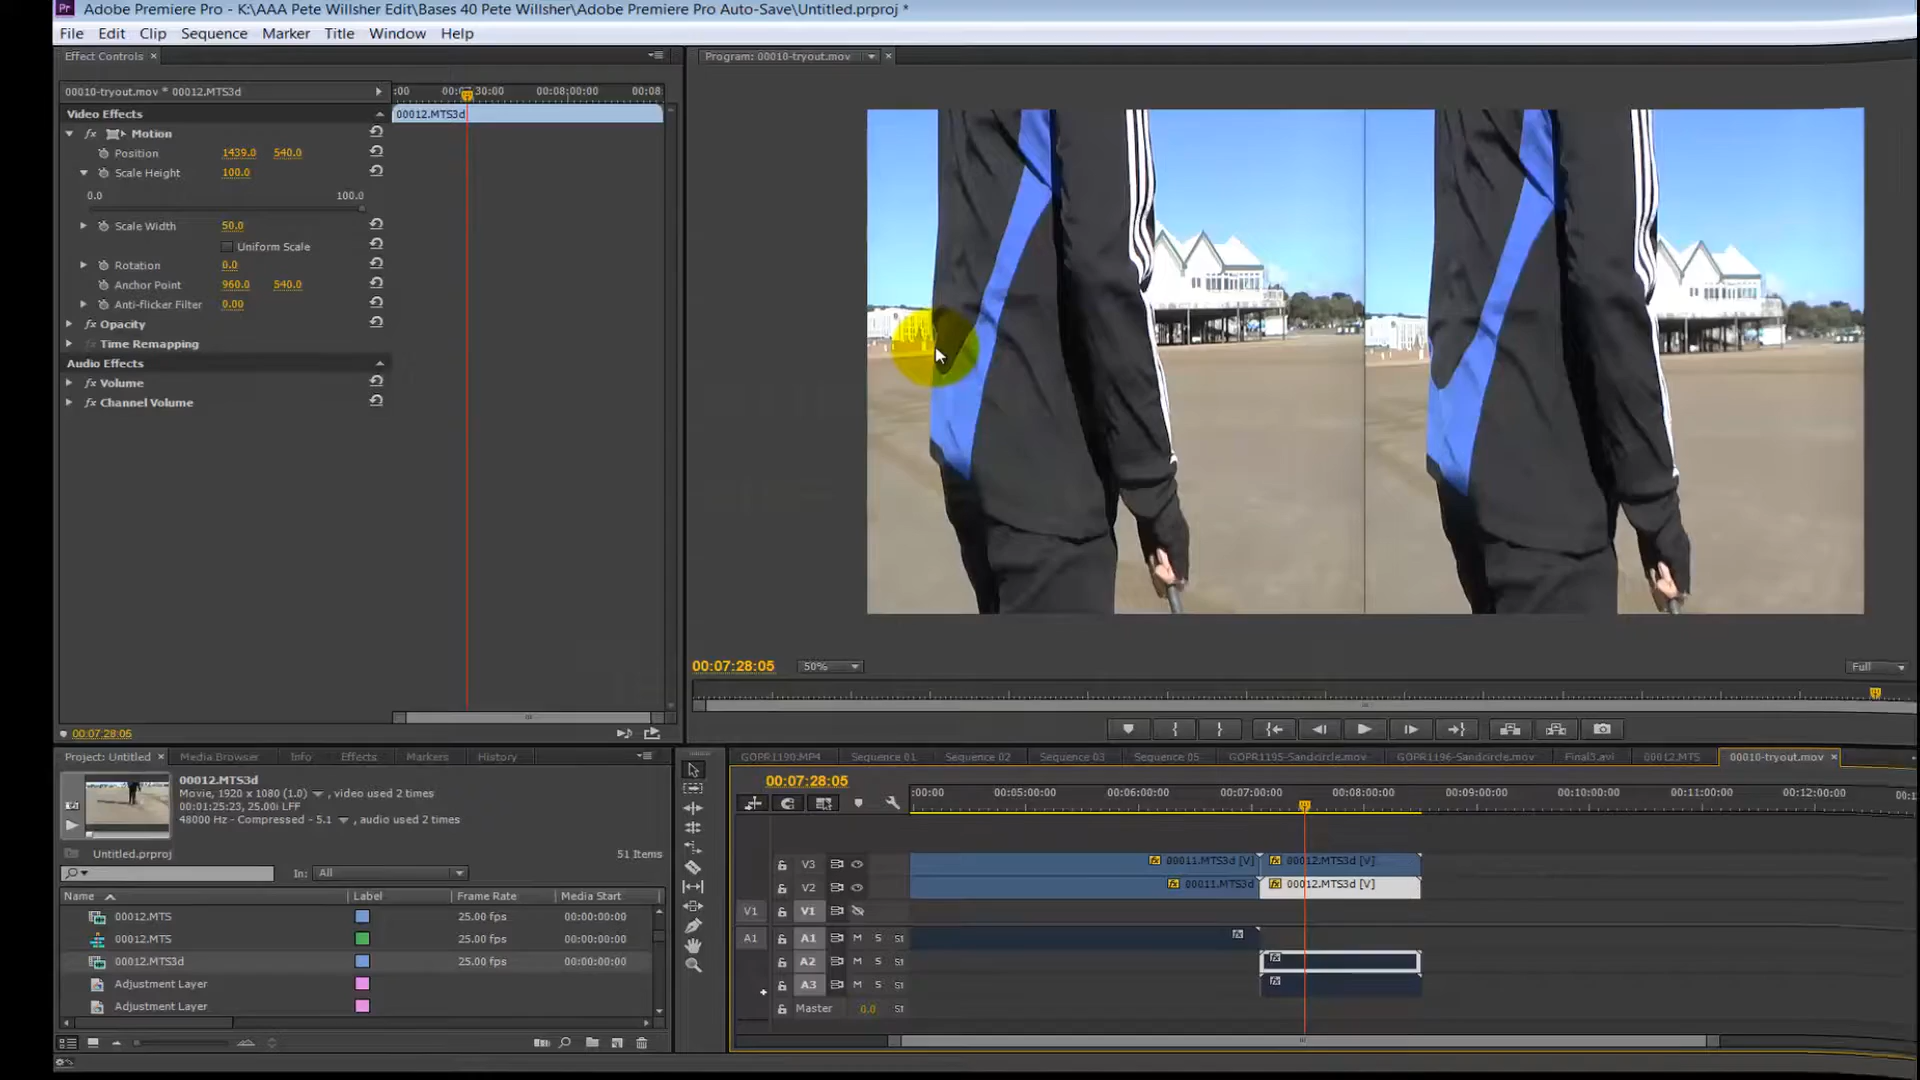 Adobe Premiere Pro - K:\AAA Pete Willsher Edit\Bases 40 Pete Willsher\Adobe Premiere Pro Auto-Save\Untitled.prproj *
File Edit Clip Sequence Marker Title Window Help
Effect Controls ×
Program: 00010-tryout.mov ×
00010-tryout.mov * 00012.MTS3d
:00 00:07:30:00 00:08:00:00 00:08
Video Effects
00012.MTS3d
fx Motion
Position 1439.0 540.0
Scale Height 100.0
0.0 100.0
Scale Width 50.0
Uniform Scale
Rotation 0.0
Anchor Point 960.0 540.0
Anti-flicker Filter 0.00
fx Opacity
fx Time Remapping
Audio Effects
fx Volume
fx Channel Volume
00:07:28:05 50% Full
00:07:28:05
Project: Untitled × Media Browser Info Effects Markers History
00012.MTS3d
Movie, 1920 x 1080 (1.0) , video used 2 times
00:01:25:23, 25.00i LFF
48000 Hz - Compressed - 5.1 , audio used 2 times
Untitled.prproj 51 Items
In: All
Name Label Frame Rate Media Start
00012.MTS 25.00 fps 00:00:00:00
00012.MTS 25.00 fps 00:00:00:00
00012.MTS3d 25.00 fps 00:00:00:00
Adjustment Layer
Adjustment Layer
GOPR1190.MP4 Sequence 01 Sequence 02 Sequence 03 Sequence 05 GOPR1195-Sandcircle.mov GOPR1196-Sandcircle.mov Final3.avi 00012.MTS 00010-tryout.mov ×
00:07:28:05
:00:00 00:05:00:00 00:06:00:00 00:07:00:00 00:08:00:00 00:09:00:00 00:10:00:00 00:11:00:00 00:12:00:00
V3 00011.MTS3d [V] 00012.MTS3d [V]
V2 00011.MTS3d 00012.MTS3d [V]
V1 V1
A1 A1 M S
A2 M S
A3 M S
Master 0.0